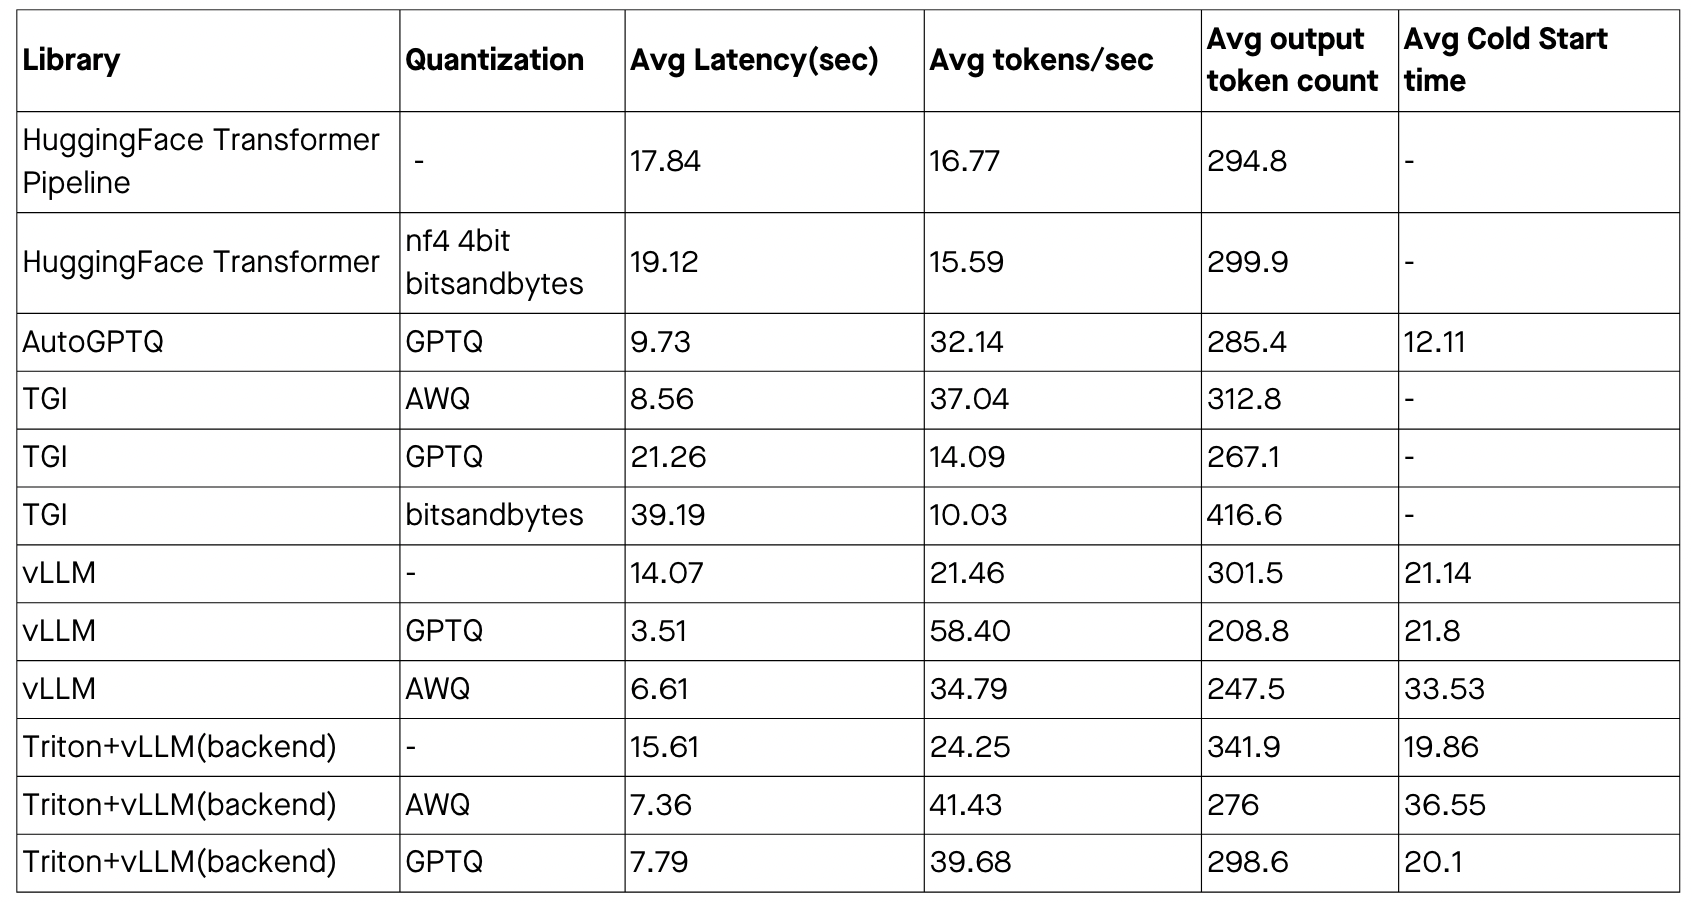 Library Quantization Avg Latency(sec) Avg tokens/sec Avg output token count Avg Cold Start time
HuggingFace Transformer Pipeline - 17.84 16.77 294.8 -
HuggingFace Transformer nf4 4bit bitsandbytes 19.12 15.59 299.9 -
AutoGPTQ GPTQ 9.73 32.14 285.4 12.11
TGI AWQ 8.56 37.04 312.8 -
TGI GPTQ 21.26 14.09 267.1 -
TGI bitsandbytes 39.19 10.03 416.6 -
vLLM - 14.07 21.46 301.5 21.14
vLLM GPTQ 3.51 58.40 208.8 21.8
vLLM AWQ 6.61 34.79 247.5 33.53
Triton+vLLM(backend) - 15.61 24.25 341.9 19.86
Triton+vLLM(backend) AWQ 7.36 41.43 276 36.55
Triton+vLLM(backend) GPTQ 7.79 39.68 298.6 20.1